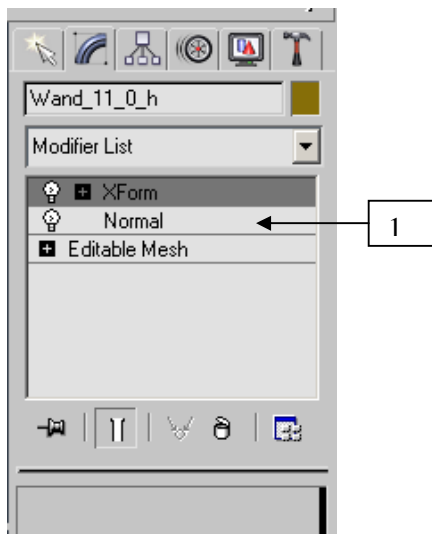 Wand_11_0_h
Modifier List
XForm
Normal
1
Editable Mesh